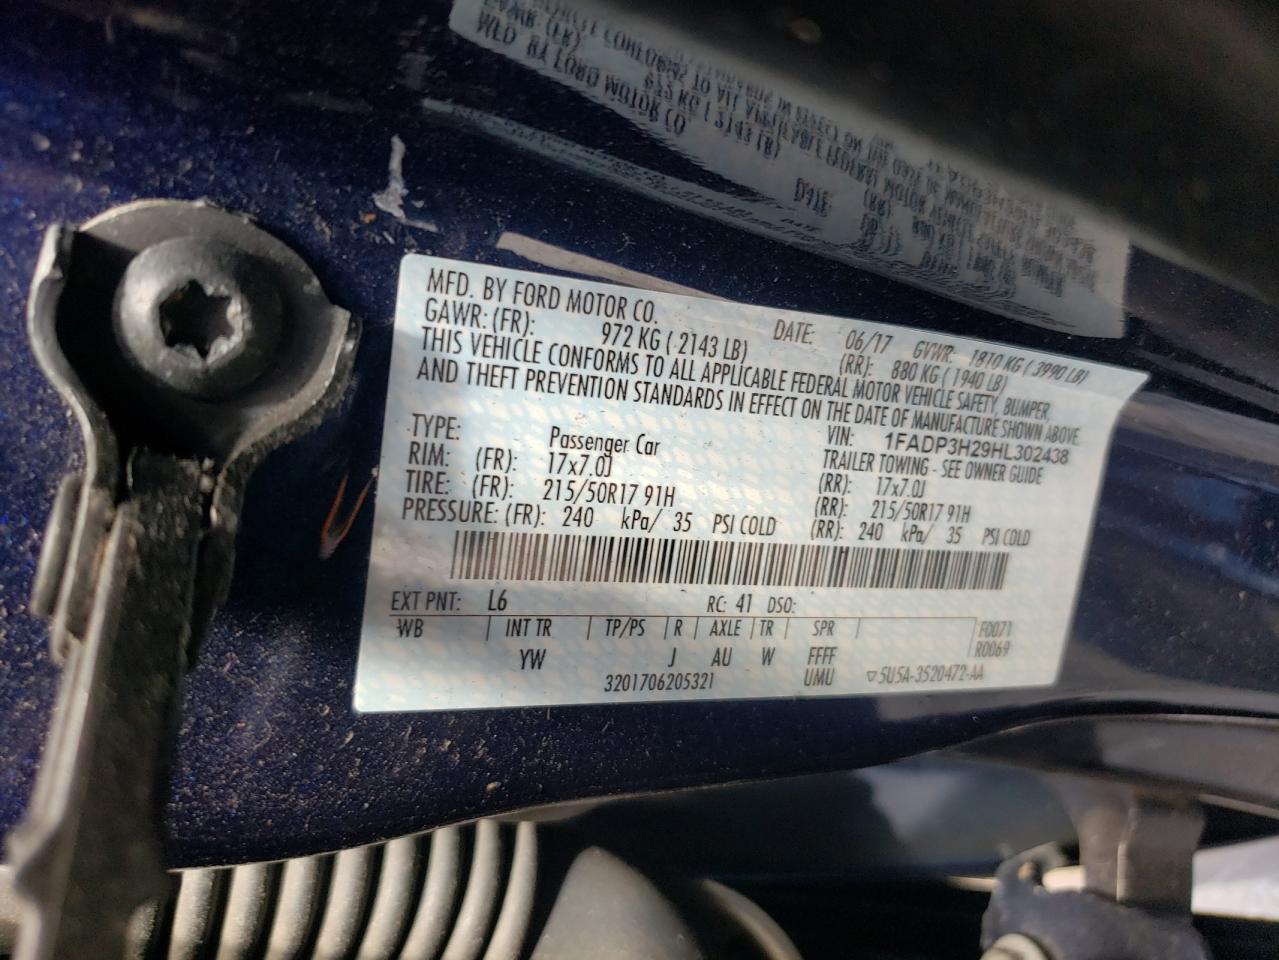 MFD. BY FORD MOTOR CO. DATE: 06/17 GVWR: 1810 KG ( 3990 LB)
GAWR: (FR): 972 KG ( 2143 LB) (RR): 880 KG ( 1940 LB)
THIS VEHICLE CONFORMS TO ALL APPLICABLE FEDERAL MOTOR VEHICLE SAFETY, BUMPER,
AND THEFT PREVENTION STANDARDS IN EFFECT ON THE DATE OF MANUFACTURE SHOWN ABOVE.
VIN: 1FADP3H29HL302438
TYPE: Passenger Car TRAILER TOWING - SEE OWNER GUIDE
RIM: (FR): 17x7.0J (RR): 17x7.0J
TIRE: (FR): 215/50R17 91H (RR): 215/50R17 91H
PRESSURE: (FR): 240 kPa/ 35 PSI COLD (RR): 240 kPa/ 35 PSI COLD
EXT PNT: L6 RC: 41 DSO:
WB INT TR TP/PS R AXLE TR SPR F0071
R0069
YW J AU W FFFF
UMU
3201706205321 ▽5U5A-3520472-AA